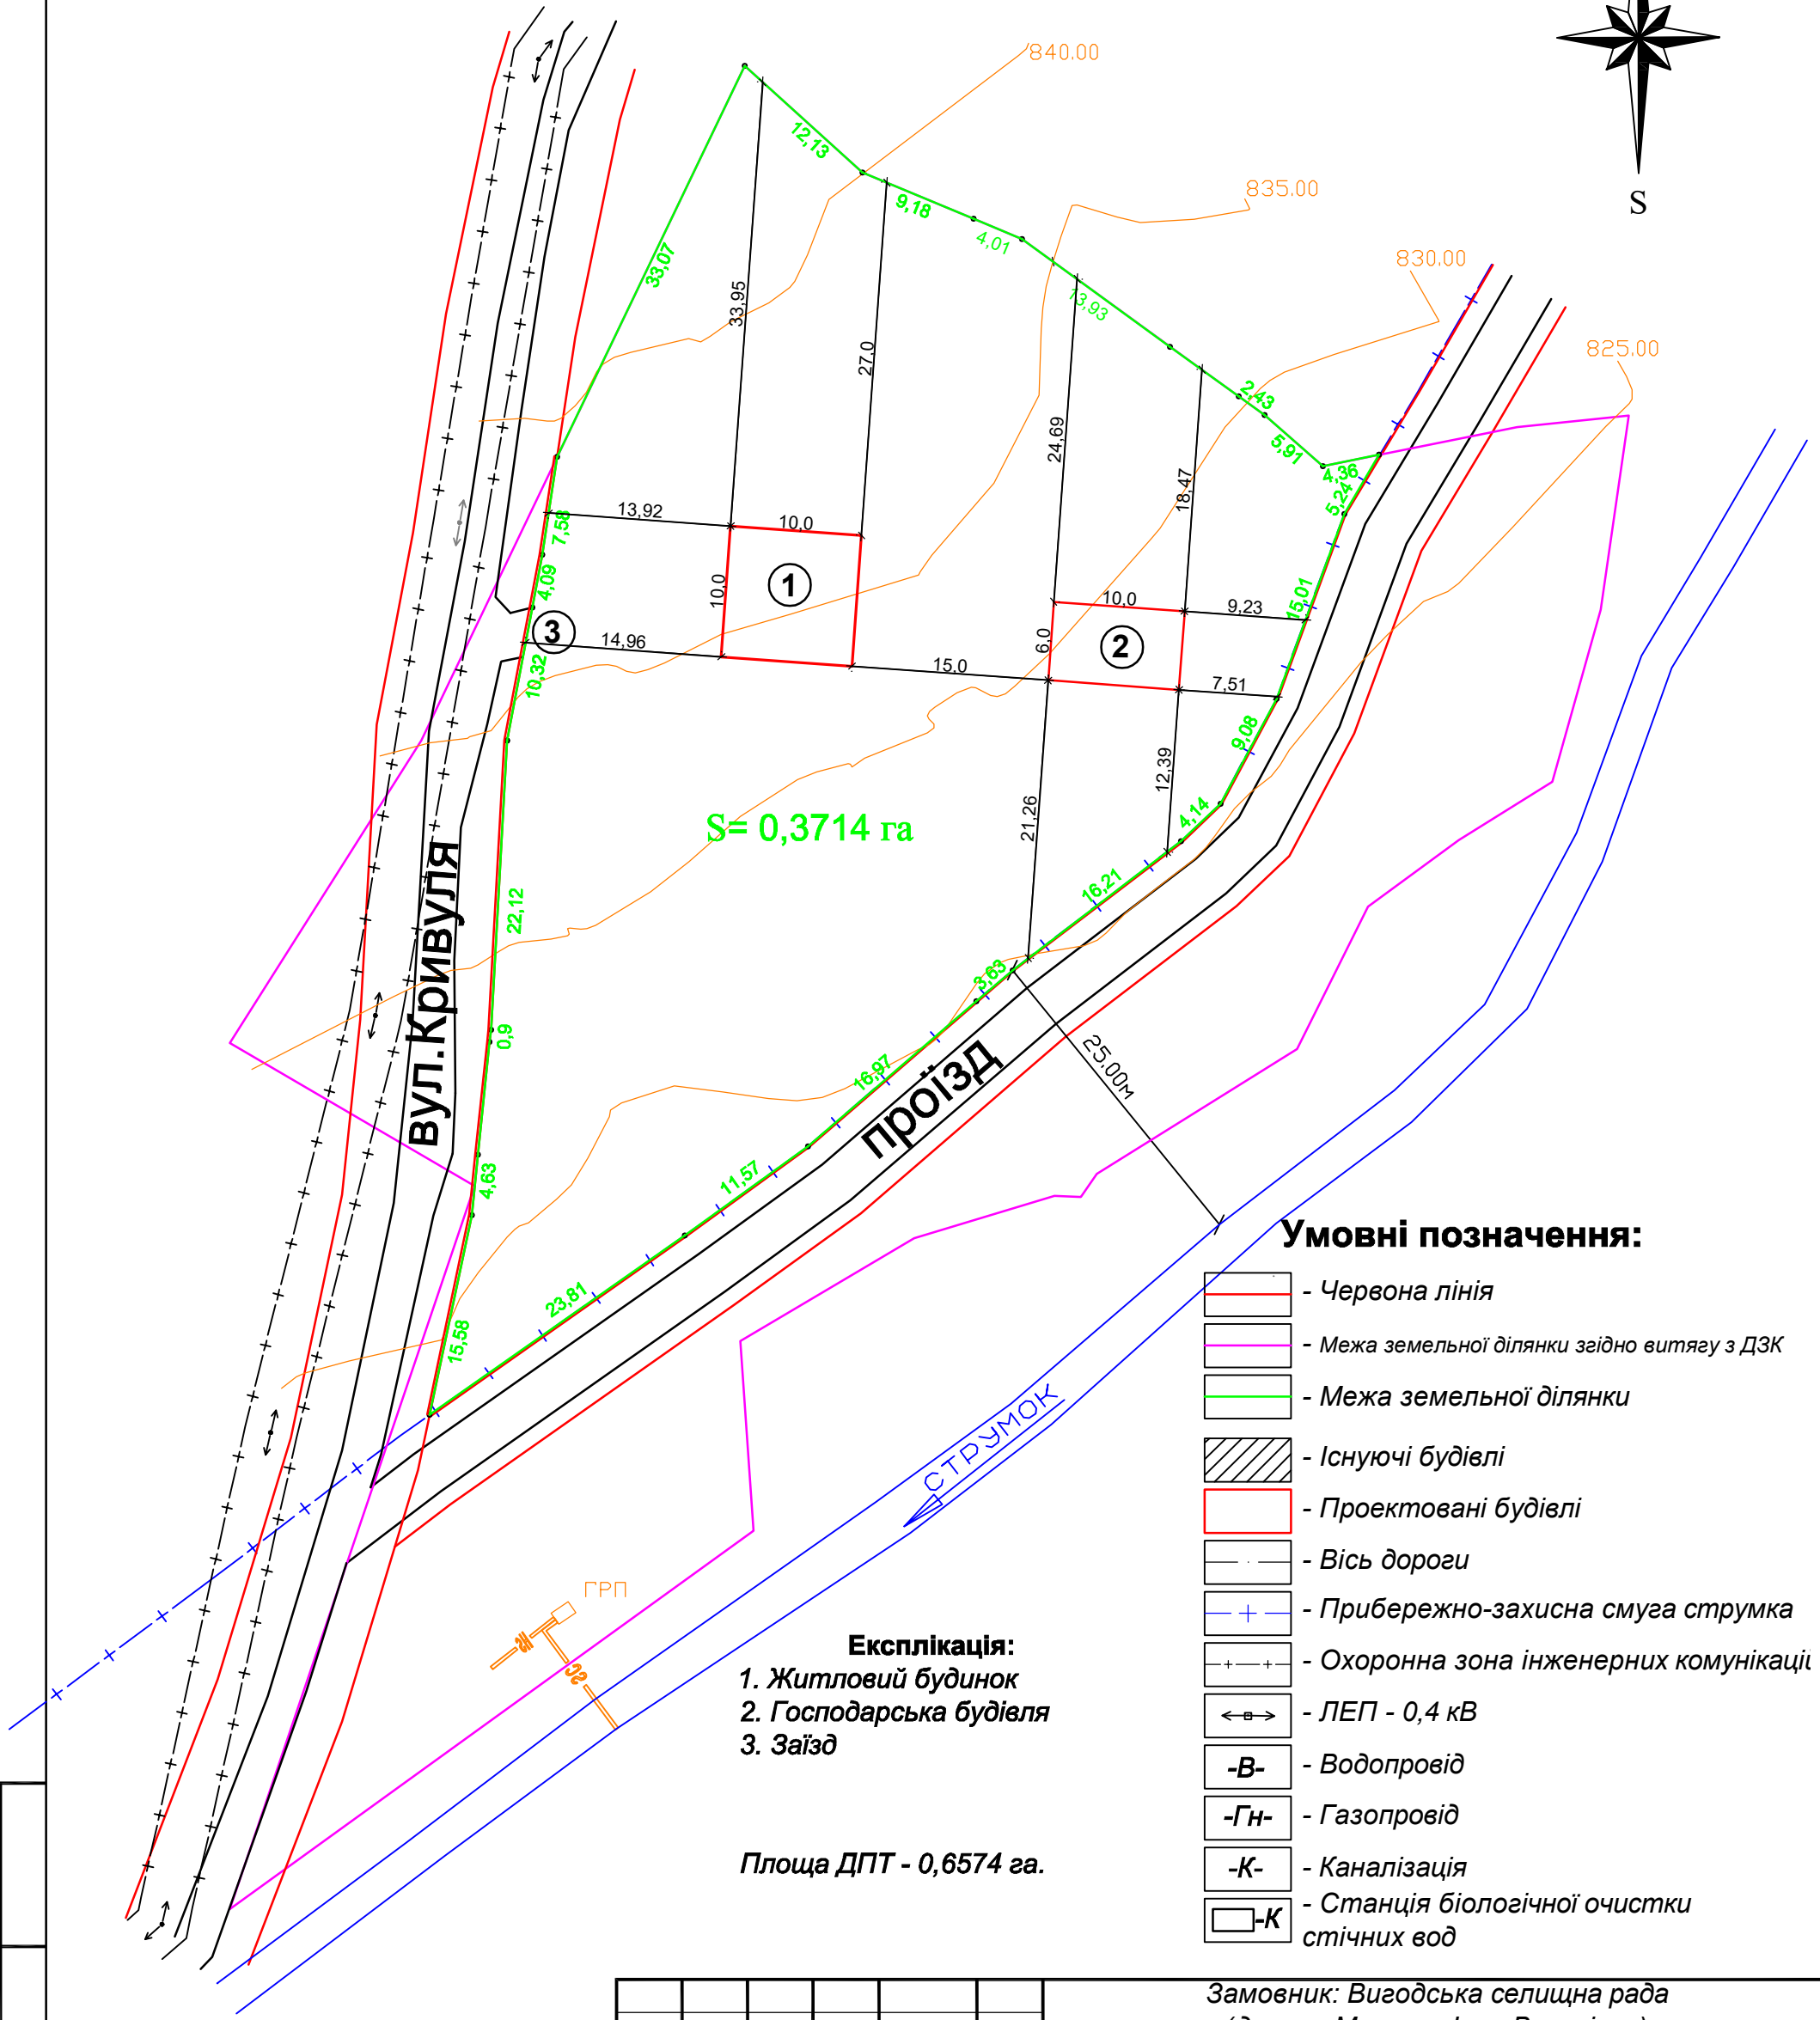 840.00
S
835.00
830.00
825.00
12,13
9,18
4,01
33,07
33,95
27,0
13,93
24,69
18,47
2,43
5,91
4,36
5,24
13,92
10,0
7,58
4,09
10,0
1
3
14,96
10,32
15,0
10,0
6,0
2
9,23
15,01
7,51
9,08
12,39
4,14
21,26
S= 0,3714 га
22,12
16,21
3,63
0,9
вул.Кривуля
16,97
проїзд
25.00м
11,57
4,63
23,81
15,58
СТРУМОК
ГРП
Умовні позначення:
- Червона лінія
- Межа земельної ділянки згідно витягу з ДЗК
- Межа земельної ділянки
- Існуючі будівлі
- Проектовані будівлі
- Вісь дороги
- Прибережно-захисна смуга струмка
- Охоронна зона інженерних комунікацій
- ЛЕП - 0,4 кВ
-В- - Водопровід
-Гн- - Газопровід
-К- - Каналізація
-К - Станція біологічної очистки
стічних вод
Експлікація:
1. Житловий будинок
2. Господарська будівля
3. Заїзд
Площа ДПТ - 0,6574 га.
Замовник: Вигодська селищна рада